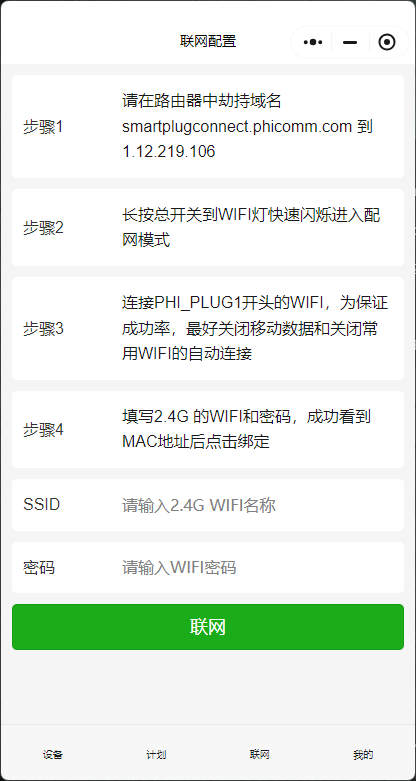 联网配置
步骤1
请在路由器中劫持域名
smartplugconnect.phicomm.com 到
1.12.219.106
步骤2
长按总开关到WIFI灯快速闪烁进入配
网模式
步骤3
连接PHI_PLUG1开头的WIFI，为保证
成功率，最好关闭移动数据和关闭常
用WIFI的自动连接
步骤4
填写2.4G 的WIFI和密码，成功看到
MAC地址后点击绑定
SSID
请输入2.4G WIFI名称
密码
请输入WIFI密码
联网
设备
计划
联网
我的